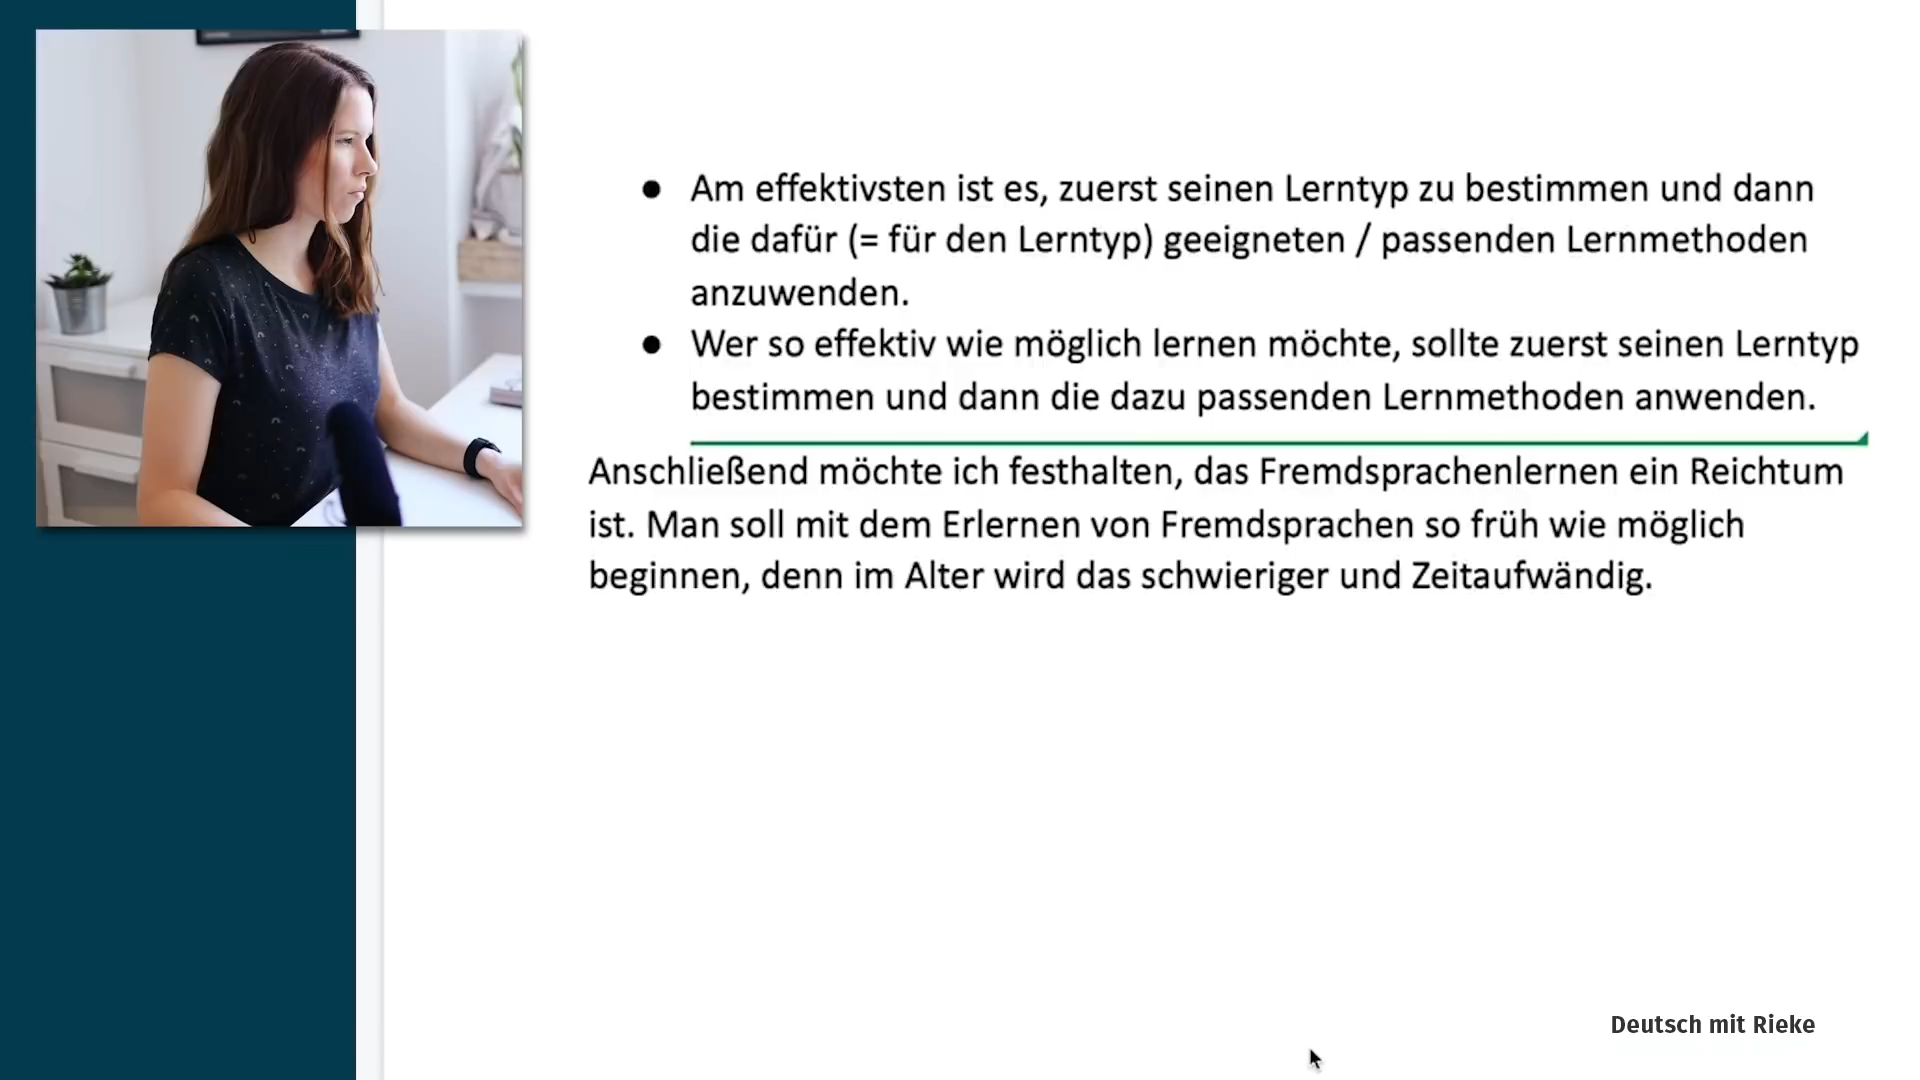 ● Am effektivsten ist es, zuerst seinen Lerntyp zu bestimmen und dann
die dafür (= für den Lerntyp) geeigneten / passenden Lernmethoden
anzuwenden.
● Wer so effektiv wie möglich lernen möchte, sollte zuerst seinen Lerntyp
bestimmen und dann die dazu passenden Lernmethoden anwenden.
Anschließend möchte ich festhalten, das Fremdsprachenlernen ein Reichtum
ist. Man soll mit dem Erlernen von Fremdsprachen so früh wie möglich
beginnen, denn im Alter wird das schwieriger und Zeitaufwändig.
Deutsch mit Rieke